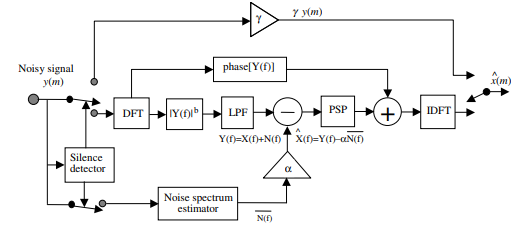 γ
γ y(m)
Noisy signal
y(m)
phase[Y(f)]
x̂(m)
DFT
|Y(f)|ᵇ
LPF
−
PSP
+
IDFT
Y(f)=X(f)+N(f)
X̂(f)=Y(f)−αN̅(̅f̅)̅
Silence
detector
α
Noise spectrum
estimator
N̅(̅f̅)̅